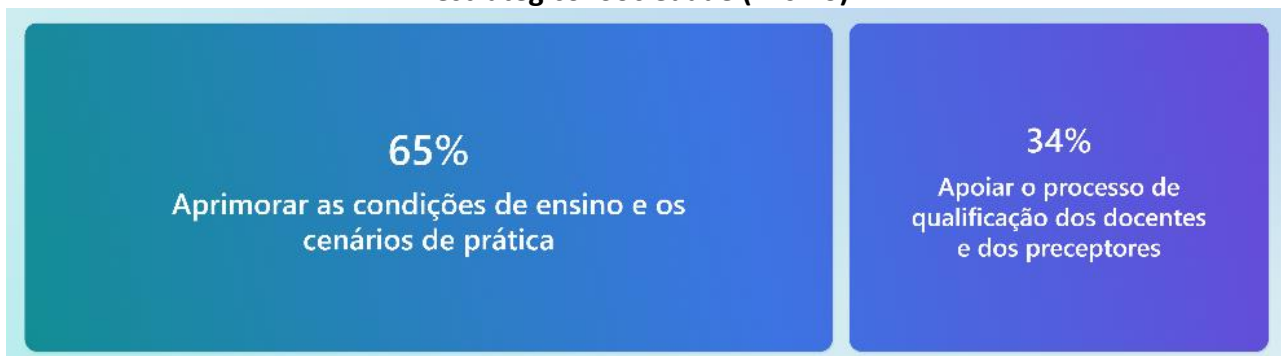 65%
Aprimorar as condições de ensino e os
cenários de prática
34%
Apoiar o processo de
qualificação dos docentes
e dos preceptores